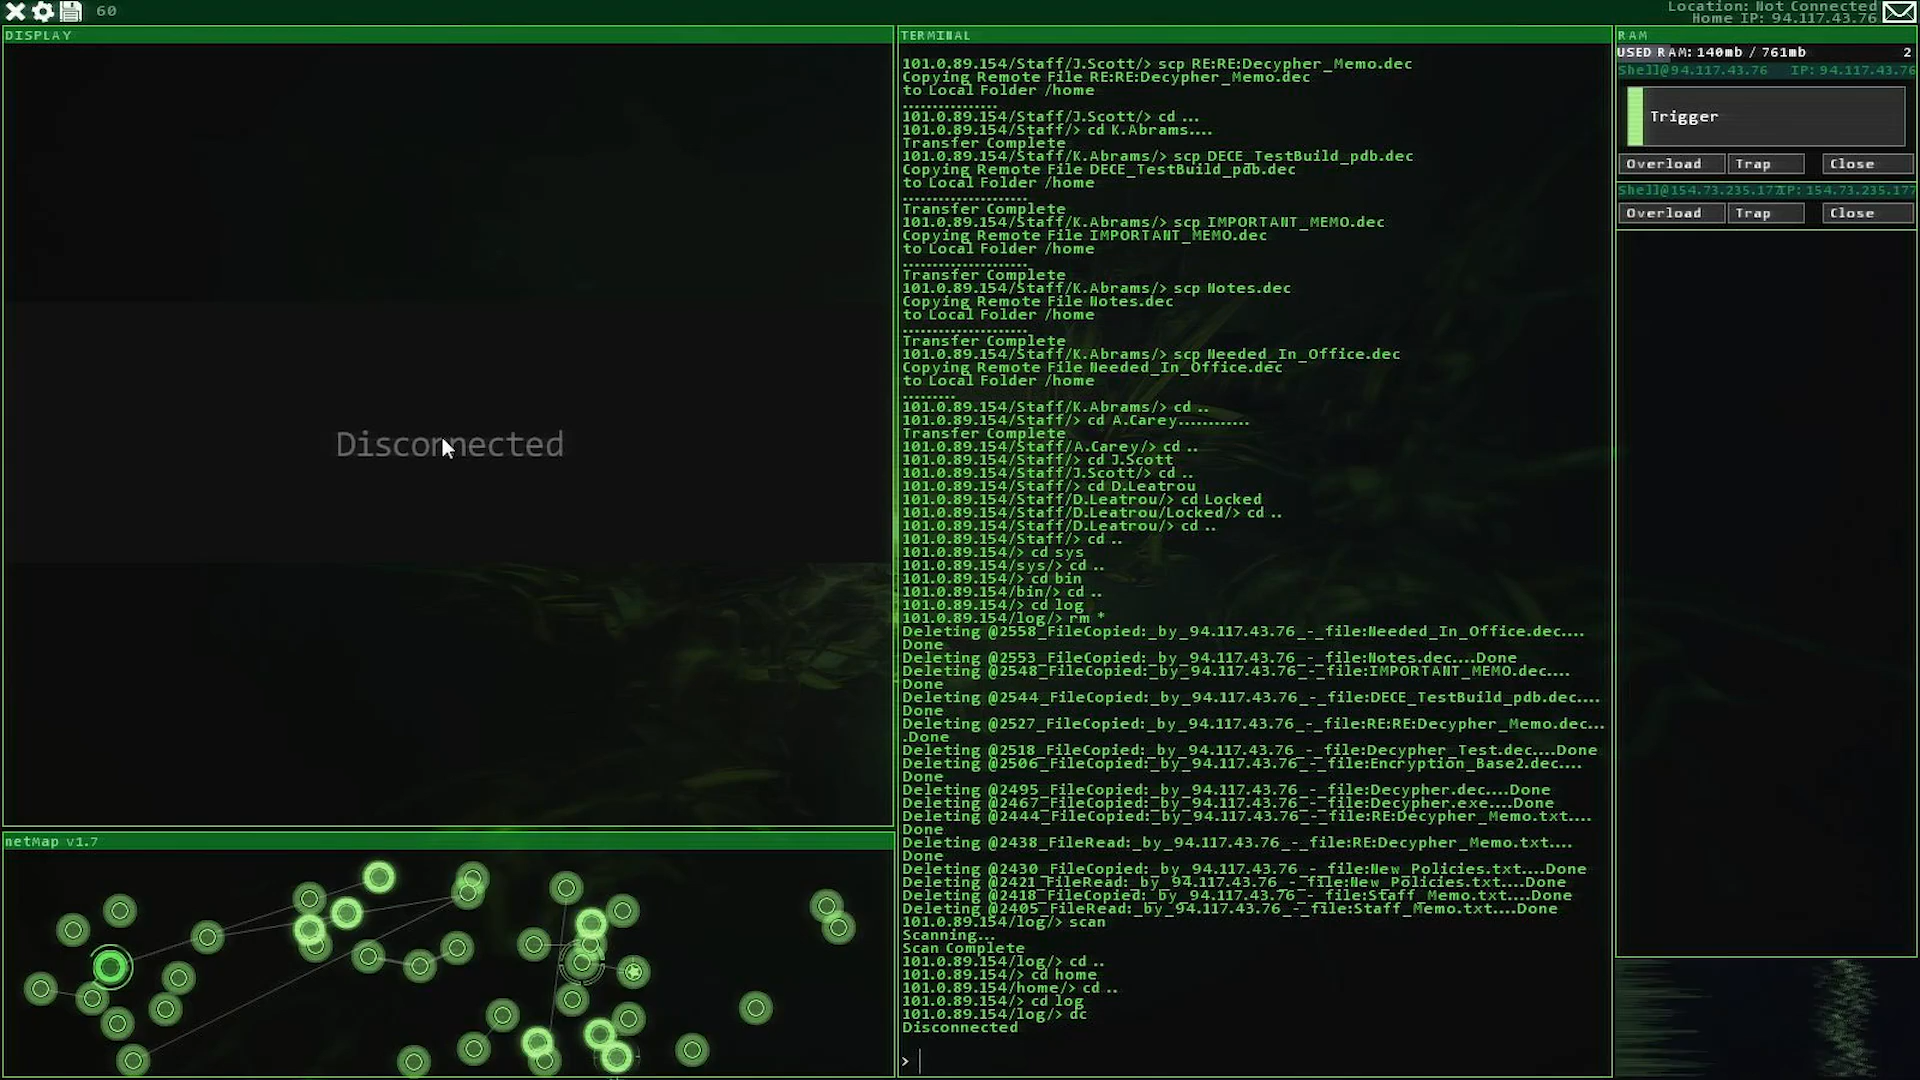 60
Location: Not Connected
Home IP: 94.117.43.76
DISPLAY
Disconnected
netMap v1.7
TERMINAL
101.0.89.154/Staff/J.Scott/> scp RE:RE:Decypher_Memo.dec
Copying Remote File RE:RE:Decypher_Memo.dec
to Local Folder /home
................
101.0.89.154/Staff/J.Scott/> cd ...
101.0.89.154/Staff/> cd K.Abrams....
Transfer Complete
101.0.89.154/Staff/K.Abrams/> scp DECE_TestBuild_pdb.dec
Copying Remote File DECE_TestBuild_pdb.dec
to Local Folder /home
.....................
Transfer Complete
101.0.89.154/Staff/K.Abrams/> scp IMPORTANT_MEMO.dec
Copying Remote File IMPORTANT_MEMO.dec
to Local Folder /home
.....................
Transfer Complete
101.0.89.154/Staff/K.Abrams/> scp Notes.dec
Copying Remote File Notes.dec
to Local Folder /home
.....................
Transfer Complete
101.0.89.154/Staff/K.Abrams/> scp Needed_In_Office.dec
Copying Remote File Needed_In_Office.dec
to Local Folder /home
.........
101.0.89.154/Staff/K.Abrams/> cd ..
101.0.89.154/Staff/> cd A.Carey............
Transfer Complete
101.0.89.154/Staff/A.Carey/> cd ..
101.0.89.154/Staff/> cd J.Scott
101.0.89.154/Staff/J.Scott/> cd ..
101.0.89.154/Staff/> cd D.Leatrou
101.0.89.154/Staff/D.Leatrou/> cd Locked
101.0.89.154/Staff/D.Leatrou/Locked/> cd ..
101.0.89.154/Staff/D.Leatrou/> cd ..
101.0.89.154/Staff/> cd ..
101.0.89.154/> cd sys
101.0.89.154/sys/> cd ..
101.0.89.154/> cd bin
101.0.89.154/bin/> cd ..
101.0.89.154/> cd log
101.0.89.154/log/> rm *
Deleting @2558_FileCopied:_by_94.117.43.76_-_file:Needed_In_Office.dec....
Done
Deleting @2553_FileCopied:_by_94.117.43.76_-_file:Notes.dec....Done
Deleting @2548_FileCopied:_by_94.117.43.76_-_file:IMPORTANT_MEMO.dec....
Done
Deleting @2544_FileCopied:_by_94.117.43.76_-_file:DECE_TestBuild_pdb.dec....
Done
Deleting @2527_FileCopied:_by_94.117.43.76_-_file:RE:RE:Decypher_Memo.dec...
.Done
Deleting @2518_FileCopied:_by_94.117.43.76_-_file:Decypher_Test.dec....Done
Deleting @2506_FileCopied:_by_94.117.43.76_-_file:Encryption_Base2.dec....
Done
Deleting @2495_FileCopied:_by_94.117.43.76_-_file:Decypher.dec....Done
Deleting @2467_FileCopied:_by_94.117.43.76_-_file:Decypher.exe....Done
Deleting @2444_FileCopied:_by_94.117.43.76_-_file:RE:Decypher_Memo.txt....
Done
Deleting @2438_FileRead:_by_94.117.43.76_-_file:RE:Decypher_Memo.txt....
Done
Deleting @2430_FileCopied:_by_94.117.43.76_-_file:New_Policies.txt....Done
Deleting @2421_FileRead:_by_94.117.43.76_-_file:New_Policies.txt....Done
Deleting @2418_FileCopied:_by_94.117.43.76_-_file:Staff_Memo.txt....Done
Deleting @2405_FileRead:_by_94.117.43.76_-_file:Staff_Memo.txt....Done
101.0.89.154/log/> scan
Scanning...
Scan Complete
101.0.89.154/log/> cd ..
101.0.89.154/> cd home
101.0.89.154/home/> cd ..
101.0.89.154/> cd log
101.0.89.154/log/> dc
Disconnected
>
RAM
USED RAM: 140mb / 761mb 2
Shell@94.117.43.76 IP: 94.117.43.76
Trigger
Overload Trap Close
Shell@154.73.235.177 IP: 154.73.235.177
Overload Trap Close